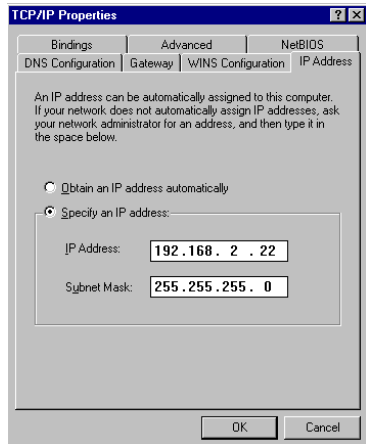 TCP/IP Properties
Bindings Advanced NetBIOS
DNS Configuration Gateway WINS Configuration IP Address
An IP address can be automatically assigned to this computer.
If your network does not automatically assign IP addresses, ask
your network administrator for an address, and then type it in
the space below.
Obtain an IP address automatically
Specify an IP address:
IP Address: 192.168. 2 .22
Subnet Mask: 255.255.255. 0
OK Cancel